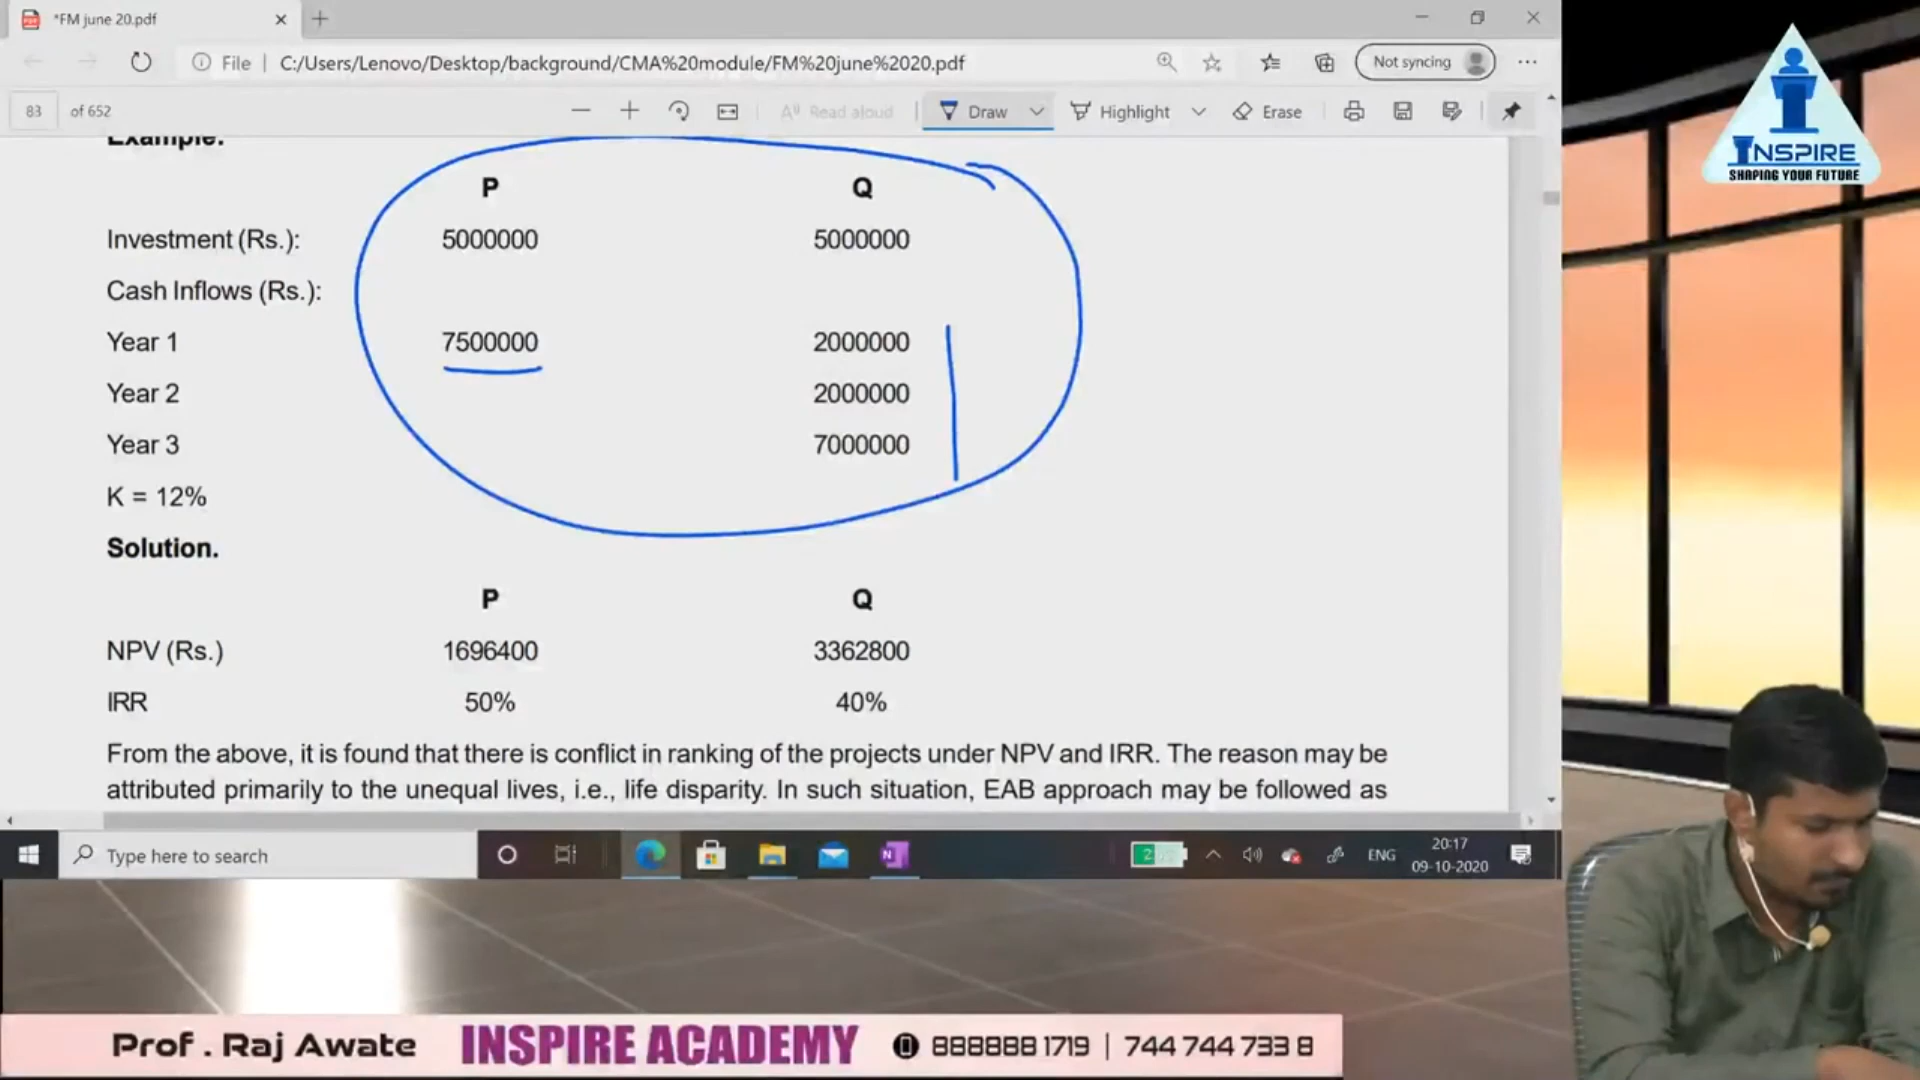 *FM june 20.pdf
File | C:/Users/Lenovo/Desktop/background/CMA%20module/FM%20june%2020.pdf
Not syncing
83 of 652
Read aloud
Draw
Highlight
Erase
INSPIRE
SHAPING YOUR FUTURE
Example:
P Q
Investment (Rs.): 5000000 5000000
Cash Inflows (Rs.):
Year 1 7500000 2000000
Year 2 2000000
Year 3 7000000
K = 12%
Solution.
P Q
NPV (Rs.) 1696400 3362800
IRR 50% 40%
From the above, it is found that there is conflict in ranking of the projects under NPV and IRR. The reason may be
attributed primarily to the unequal lives, i.e., life disparity. In such situation, EAB approach may be followed as
Type here to search
ENG
20:17
09-10-2020
Prof . Raj Awate INSPIRE ACADEMY 888888 1719 | 744 744 733 8